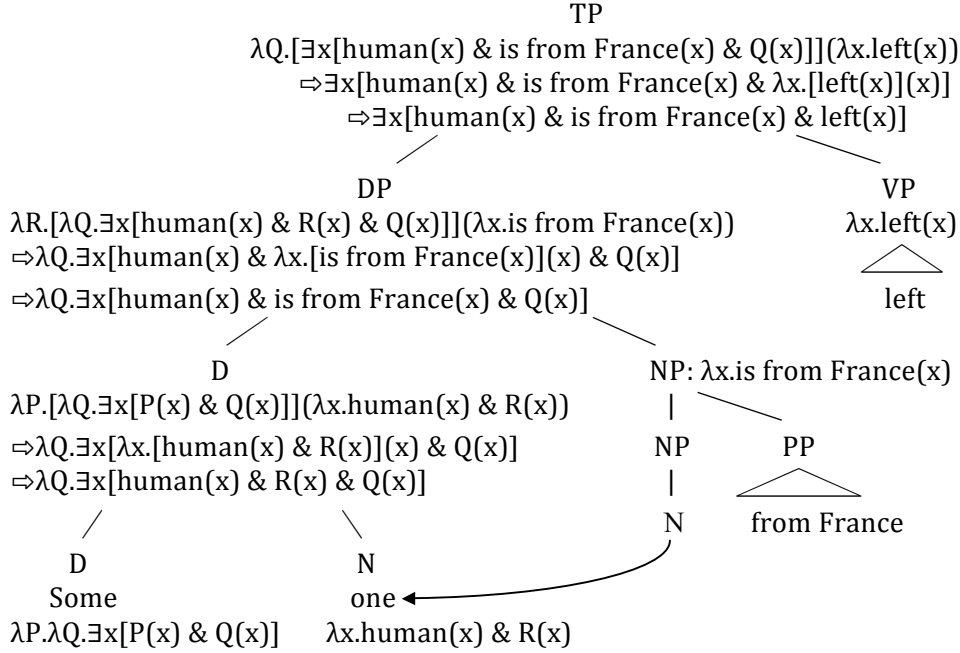 TP
λQ.[∃x[human(x) & is from France(x) & Q(x)]](λx.left(x))
⇨∃x[human(x) & is from France(x) & λx.[left(x)](x)]
⇨∃x[human(x) & is from France(x) & left(x)]
DP VP
λR.[λQ.∃x[human(x) & R(x) & Q(x)]](λx.is from France(x)) λx.left(x)
⇨λQ.∃x[human(x) & λx.[is from France(x)](x) & Q(x)]
⇨λQ.∃x[human(x) & is from France(x) & Q(x)] left
D NP: λx.is from France(x)
λP.[λQ.∃x[P(x) & Q(x)]](λx.human(x) & R(x))
⇨λQ.∃x[λx.[human(x) & R(x)](x) & Q(x)] NP PP
⇨λQ.∃x[human(x) & R(x) & Q(x)]
N from France
D N
Some one
λP.λQ.∃x[P(x) & Q(x)] λx.human(x) & R(x)